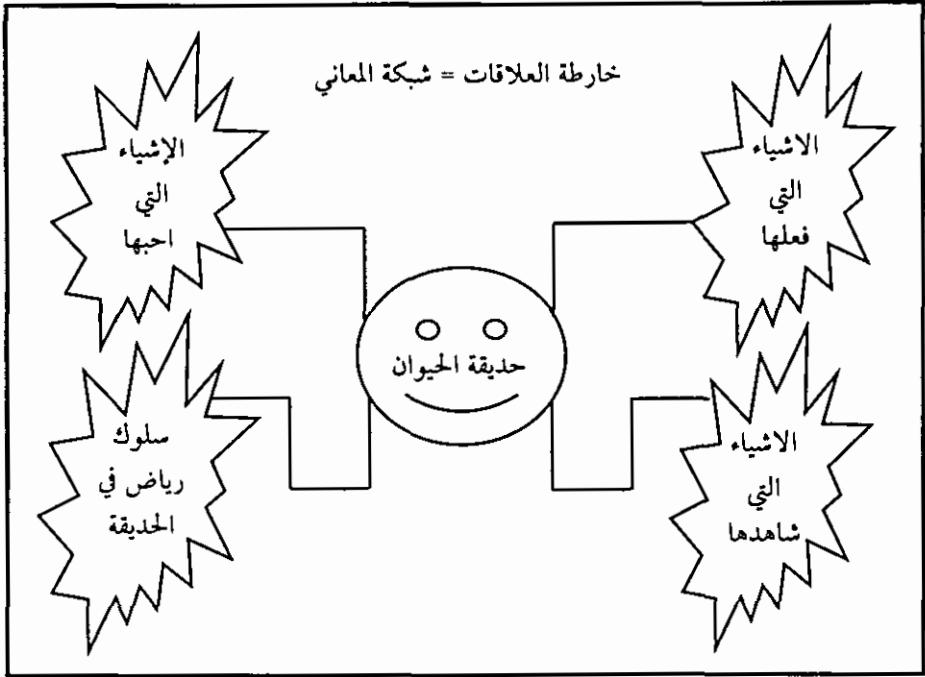 خارطة العلاقات = شبكة المعاني
الاشياء
التي
فعلها
الإشياء
التي
احبها
حديقة الحيوان
الاشياء
التي
شاهدها
سلوك
رياض في
الحديقة